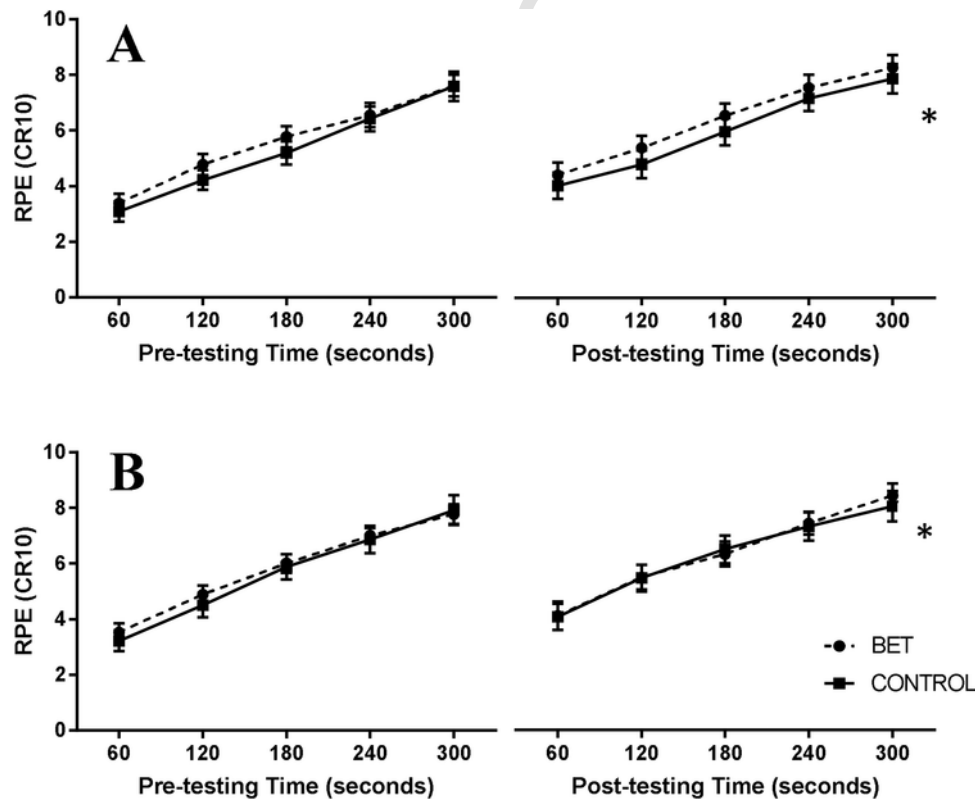 A
RPE (CR10)
10
8
6
4
2
0
60 120 180 240 300
Pre-testing Time (seconds)
60 120 180 240 300
Post-testing Time (seconds)
*
B
RPE (CR10)
10
8
6
4
2
0
60 120 180 240 300
Pre-testing Time (seconds)
60 120 180 240 300
Post-testing Time (seconds)
*
BET
CONTROL